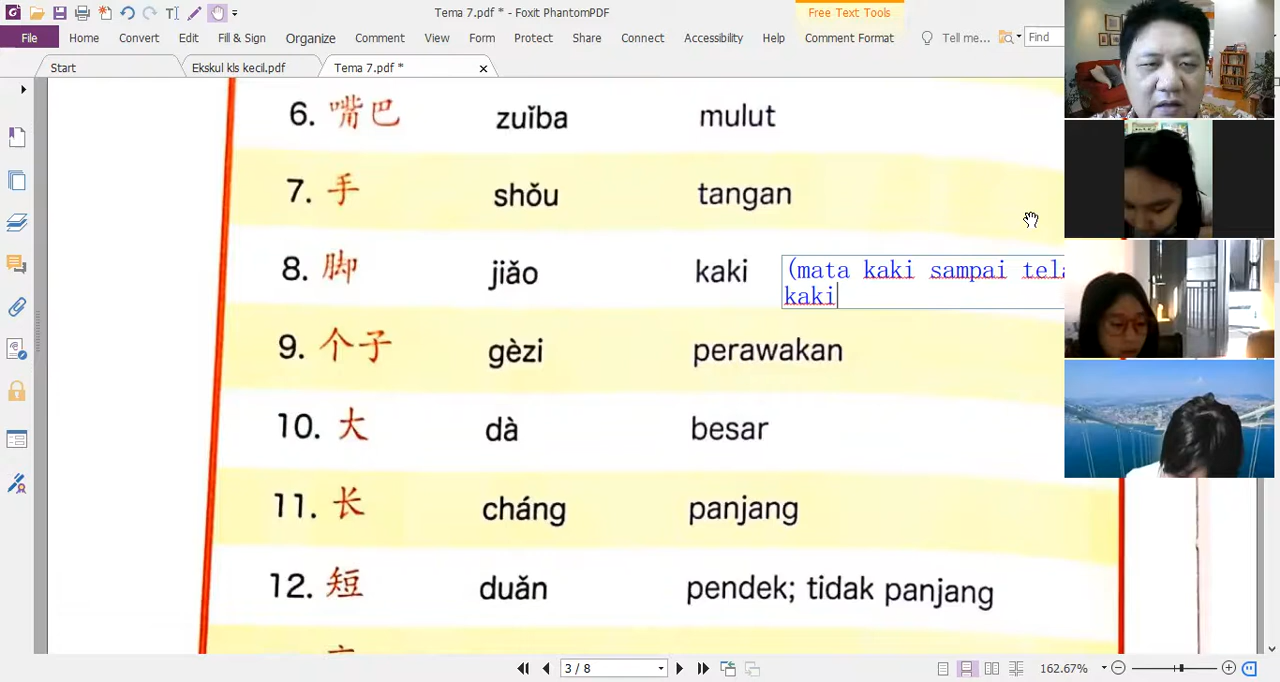 Tema 7.pdf * - Foxit PhantomPDF
Free Text Tools
File Home Convert Edit Fill & Sign Organize Comment View Form Protect Share Connect Accessibility Help Comment Format Tell me... Find
Start Ekskul kls kecil.pdf Tema 7.pdf *
6. 嘴巴 zuǐba mulut
7. 手 shǒu tangan
8. 脚 jiǎo kaki (mata kaki sampai
kaki
9. 个子 gèzi perawakan
10. 大 dà besar
11. 长 cháng panjang
12. 短 duǎn pendek; tidak panjang
3 / 8 162.67%